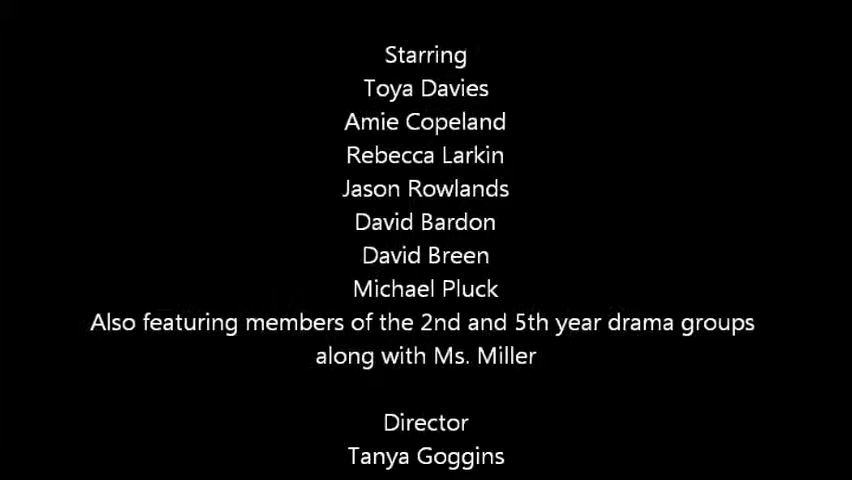 Starring
Toya Davies
Amie Copeland
Rebecca Larkin
Jason Rowlands
David Bardon
David Breen
Michael Pluck
Also featuring members of the 2nd and 5th year drama groups
along with Ms. Miller
Director
Tanya Goggins